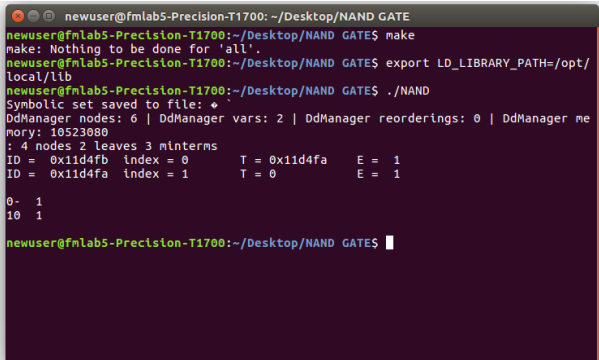 newuser@fmlab5-Precision-T1700: ~/Desktop/NAND GATE
newuser@fmlab5-Precision-T1700:~/Desktop/NAND GATE$ make
make: Nothing to be done for 'all'.
newuser@fmlab5-Precision-T1700:~/Desktop/NAND GATE$ export LD_LIBRARY_PATH=/opt/
local/lib
newuser@fmlab5-Precision-T1700:~/Desktop/NAND GATE$ ./NAND
Symbolic set saved to file: � `
DdManager nodes: 6 | DdManager vars: 2 | DdManager reorderings: 0 | DdManager me
mory: 10523080
: 4 nodes 2 leaves 3 minterms
ID =  0x11d4fb  index = 0      T = 0x11d4fa    E =  1
ID =  0x11d4fa  index = 1      T = 0           E =  1
0-  1
10  1
newuser@fmlab5-Precision-T1700:~/Desktop/NAND GATE$